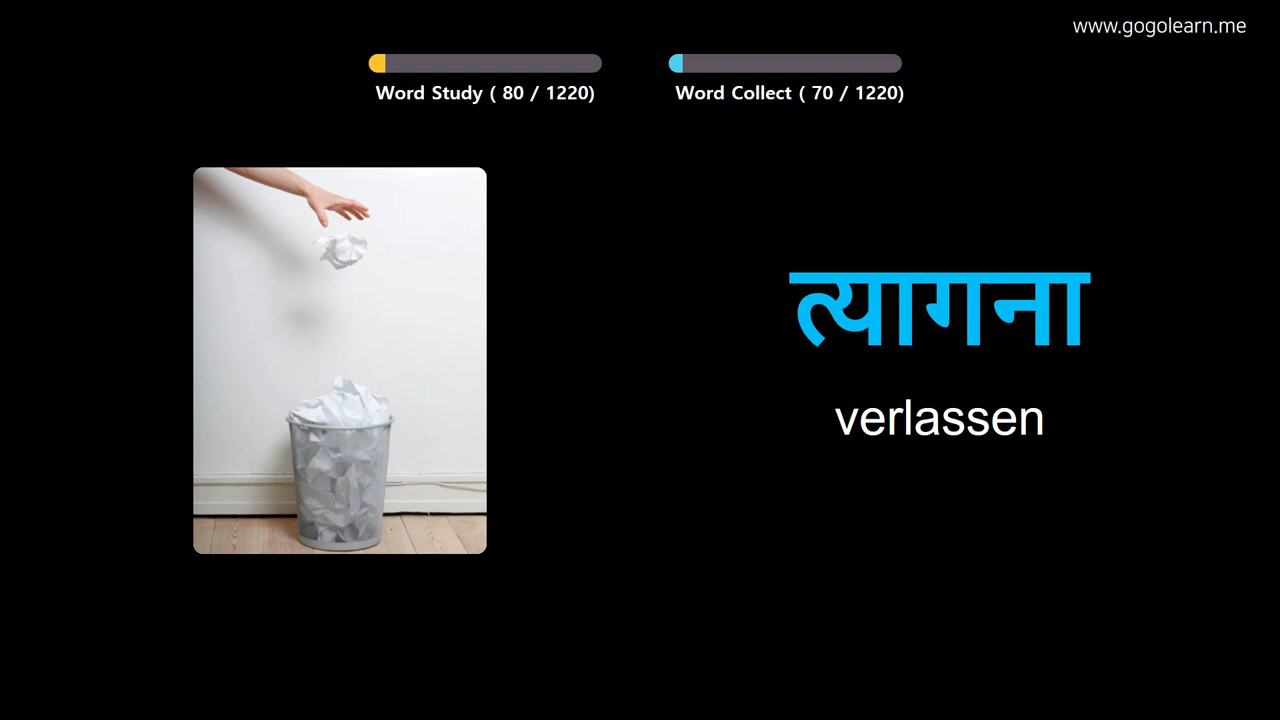 www.gogolearn.me
Word Study ( 80 / 1220)
Word Collect ( 70 / 1220)
त्यागना
verlassen